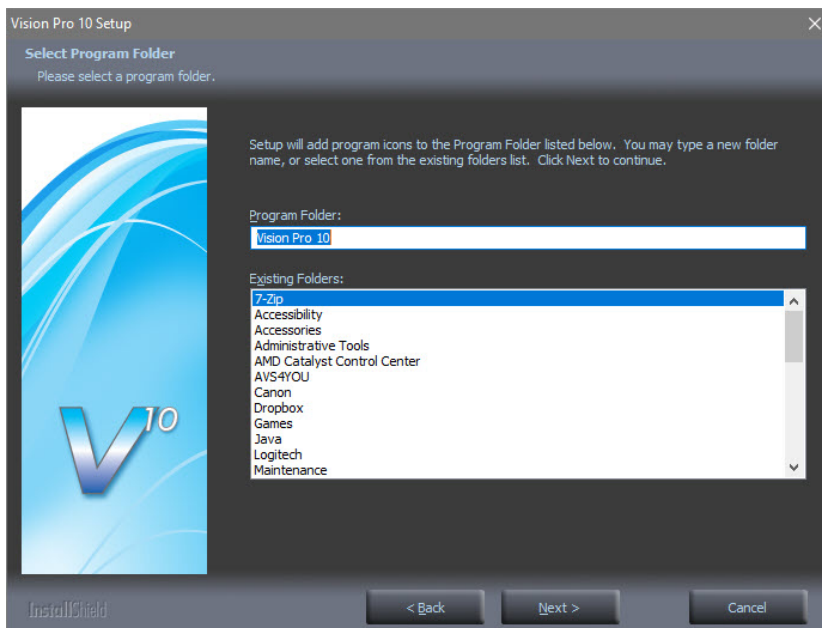 Vision Pro 10 Setup
Select Program Folder
Please select a program folder.
Setup will add program icons to the Program Folder listed below. You may type a new folder
name, or select one from the existing folders list. Click Next to continue.
Program Folder:
Vision Pro 10
Existing Folders:
7-Zip
Accessibility
Accessories
Administrative Tools
AMD Catalyst Control Center
AVS4YOU
Canon
Dropbox
Games
Java
Logitech
Maintenance
V10
InstallShield
< Back
Next >
Cancel